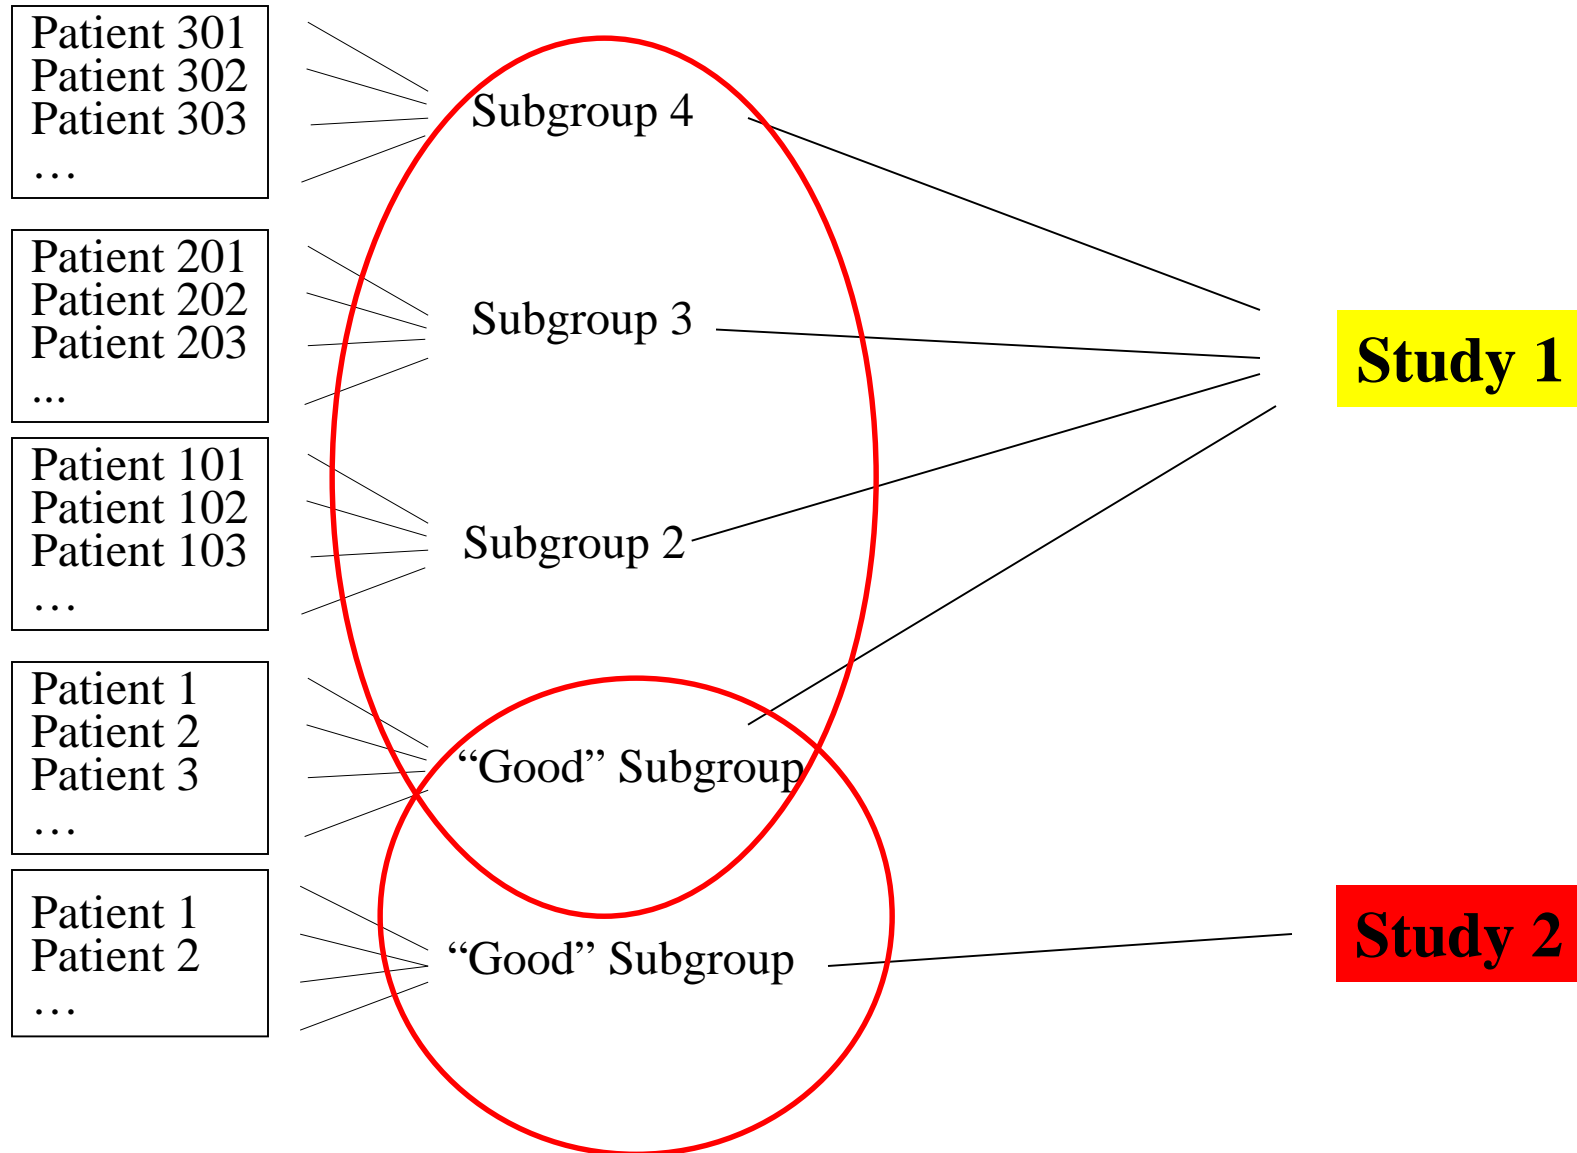 Patient 301
Patient 302
Patient 303
…
Subgroup 4
Patient 201
Patient 202
Patient 203
...
Subgroup 3
Study 1
Patient 101
Patient 102
Patient 103
…
Subgroup 2
Patient 1
Patient 2
Patient 3
…
“Good” Subgroup
Patient 1
Patient 2
…
“Good” Subgroup
Study 2